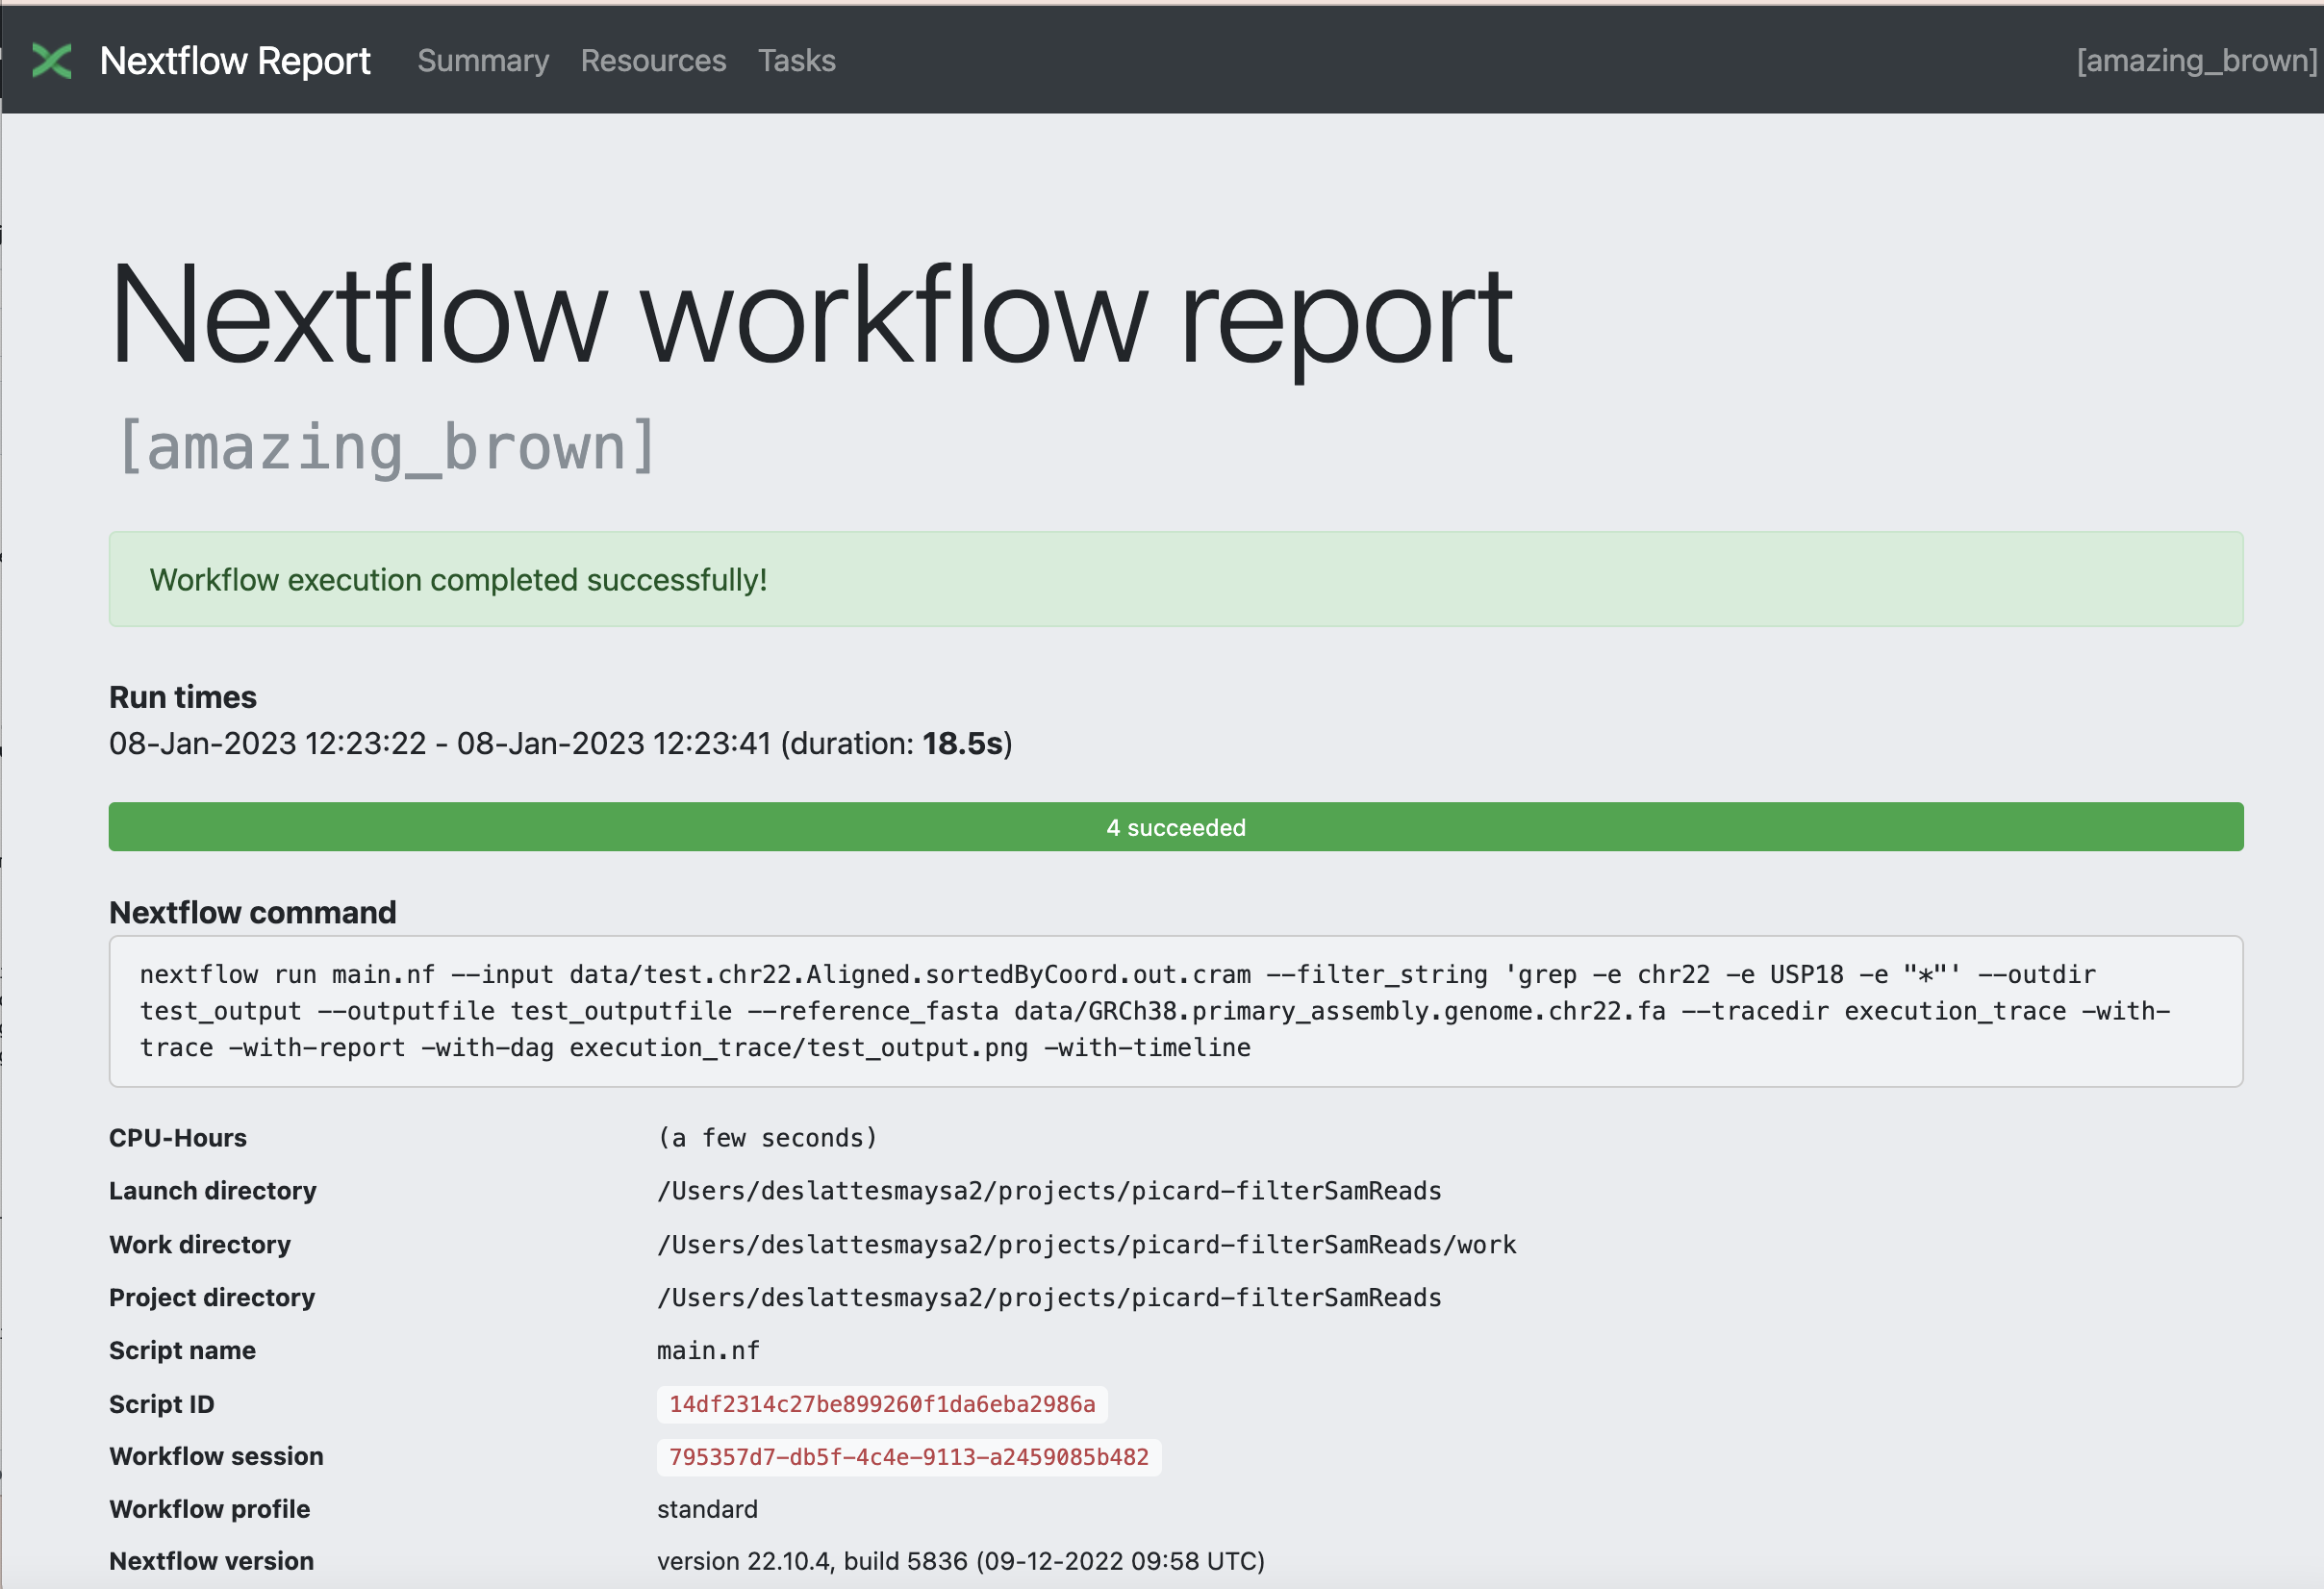 Nextflow Report Summary Resources Tasks [amazing_brown]
Nextflow workflow report
[amazing_brown]
Workflow execution completed successfully!
Run times
08-Jan-2023 12:23:22 - 08-Jan-2023 12:23:41 (duration: 18.5s)
4 succeeded
Nextflow command
nextflow run main.nf --input data/test.chr22.Aligned.sortedByCoord.out.cram --filter_string 'grep -e chr22 -e USP18 -e "*"' --outdir
test_output --outputfile test_outputfile --reference_fasta data/GRCh38.primary_assembly.genome.chr22.fa --tracedir execution_trace -with-
trace -with-report -with-dag execution_trace/test_output.png -with-timeline
CPU-Hours (a few seconds)
Launch directory /Users/deslattesmaysa2/projects/picard-filterSamReads
Work directory /Users/deslattesmaysa2/projects/picard-filterSamReads/work
Project directory /Users/deslattesmaysa2/projects/picard-filterSamReads
Script name main.nf
Script ID 14df2314c27be899260f1da6eba2986a
Workflow session 795357d7-db5f-4c4e-9113-a2459085b482
Workflow profile standard
Nextflow version version 22.10.4, build 5836 (09-12-2022 09:58 UTC)